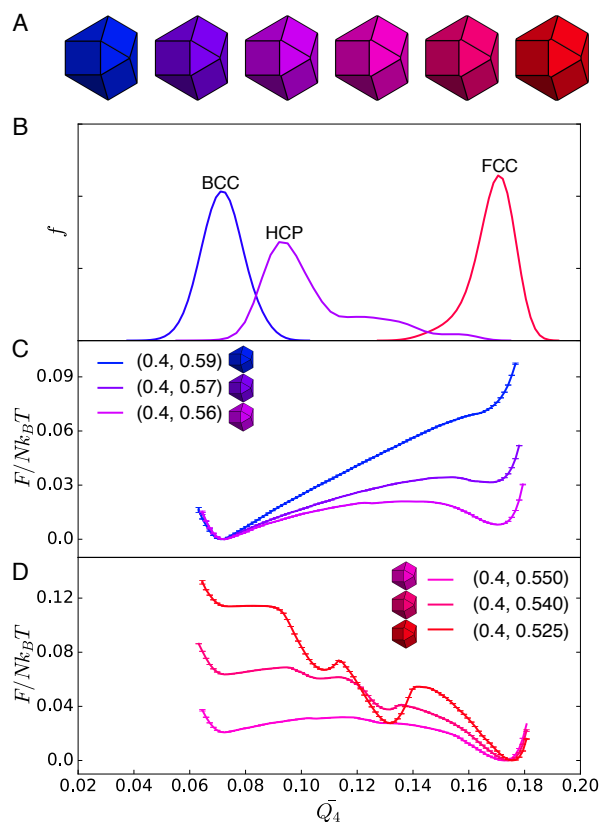 A
B
BCC
HCP
FCC
f
C
(0.4, 0.59)
(0.4, 0.57)
(0.4, 0.56)
0.09
0.06
0.03
0.0
F/Nk_BT
D
(0.4, 0.550)
(0.4, 0.540)
(0.4, 0.525)
0.12
0.08
0.04
0.0
F/Nk_BT
0.02 0.04 0.06 0.08 0.10 0.12 0.14 0.16 0.18 0.20
Q̄_4